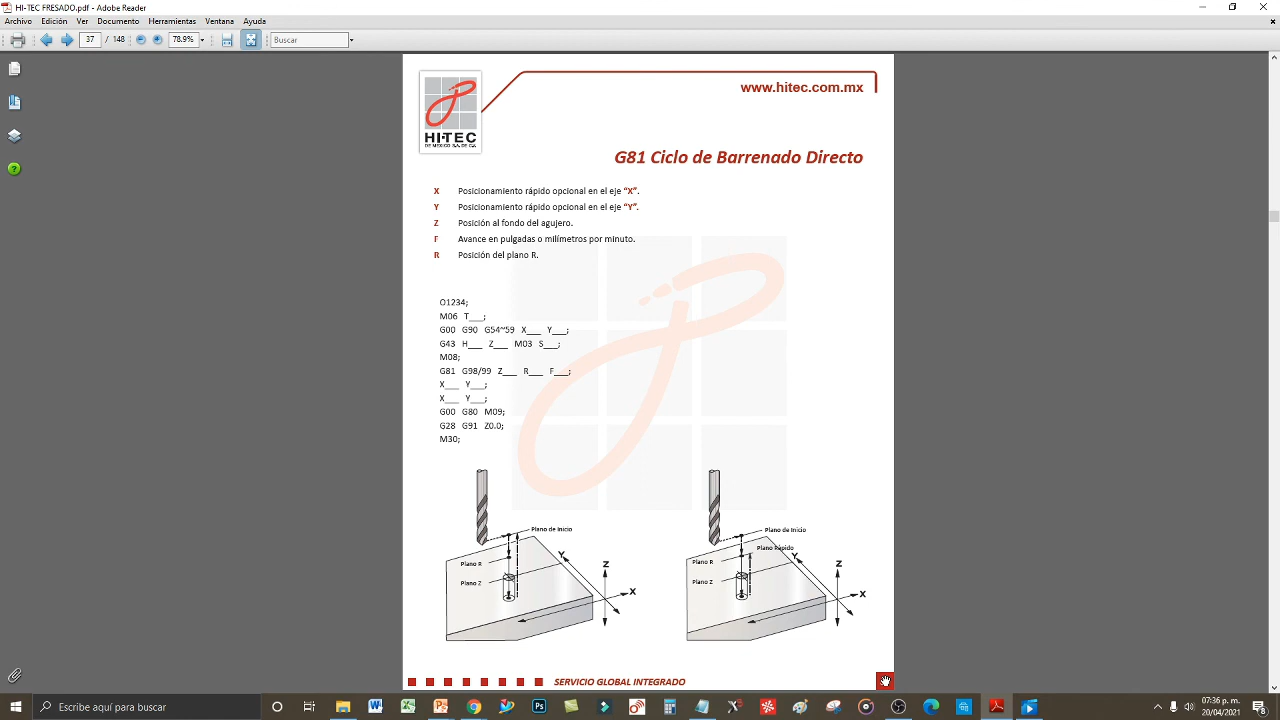 HI-TEC FRESADO.pdf - Adobe Reader
Archivo Edición Ver Documento Herramientas Ventana Ayuda
37 / 148 78.9% Buscar
www.hitec.com.mx
HI-TEC
DE MEXICO S.A. DE C.V.
G81 Ciclo de Barrenado Directo
X Posicionamiento rápido opcional en el eje “X”.
Y Posicionamiento rápido opcional en el eje “Y”.
Z Posición al fondo del agujero.
F Avance en pulgadas o milímetros por minuto.
R Posición del plano R.
O1234;
M06 T___;
G00 G90 G54~59 X___ Y___;
G43 H___ Z___ M03 S___;
M08;
G81 G98/99 Z___ R___ F___;
X___ Y___;
X___ Y___;
G00 G80 M09;
G28 G91 Z0.0;
M30;
Plano de Inicio
Plano R
Plano Z
Y
Z
X
Plano de Inicio
Plano Rápido
Plano R
Plano Z
Y
Z
X
SERVICIO GLOBAL INTEGRADO
Escribe aquí para buscar
07:36 p. m.
20/04/2021